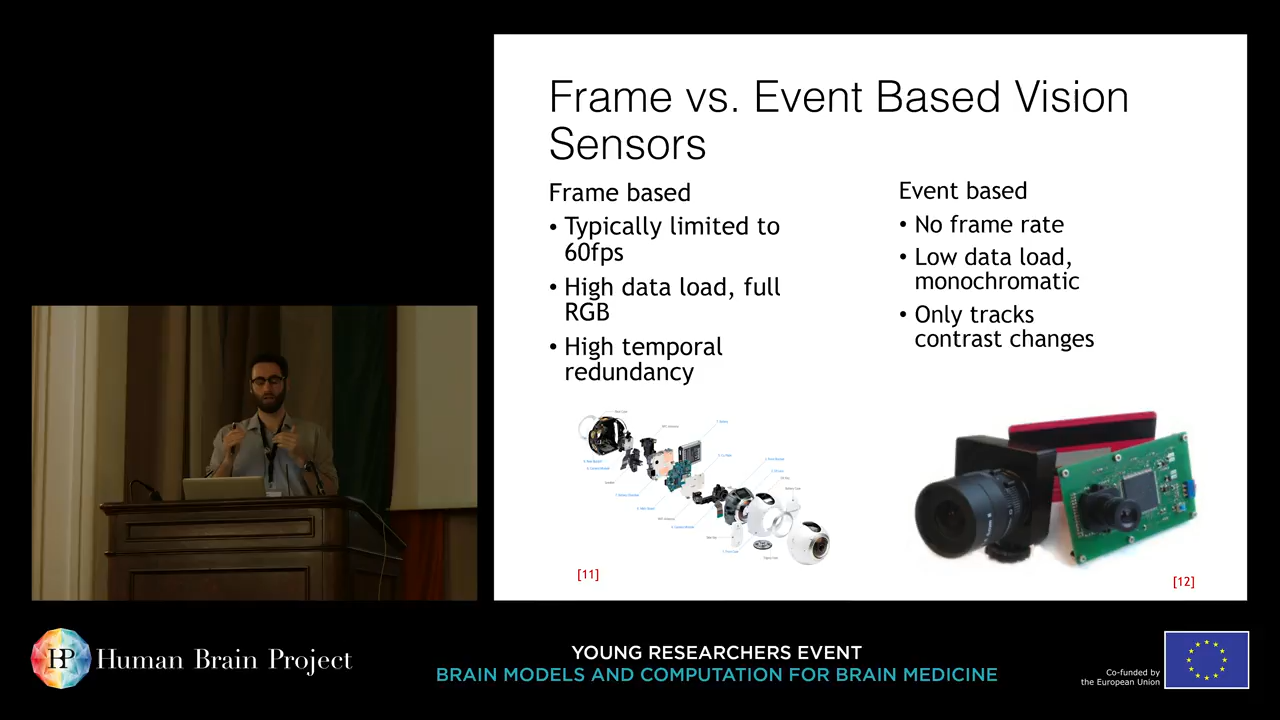 Frame vs. Event Based Vision
Sensors
Frame based
• Typically limited to
60fps
• High data load, full
RGB
• High temporal
redundancy
Event based
• No frame rate
• Low data load,
monochromatic
• Only tracks
contrast changes
[11]
[12]
HP Human Brain Project
YOUNG RESEARCHERS EVENT
BRAIN MODELS AND COMPUTATION FOR BRAIN MEDICINE
Co-funded by
the European Union